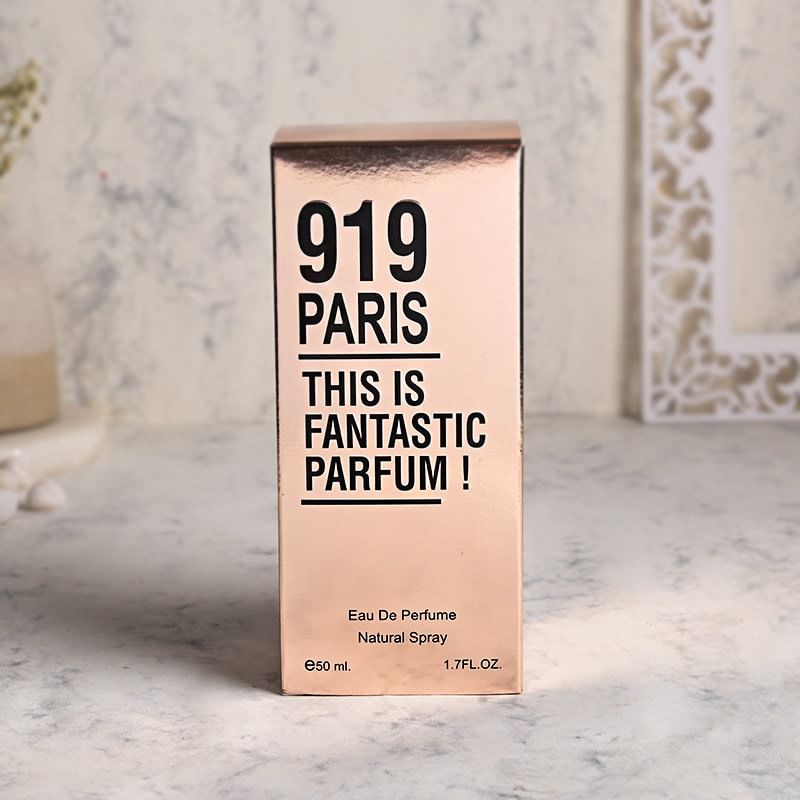 919
PARIS
THIS IS
FANTASTIC
PARFUM !
Eau De Perfume
Natural Spray
℮50 ml. 1.7FL.OZ.